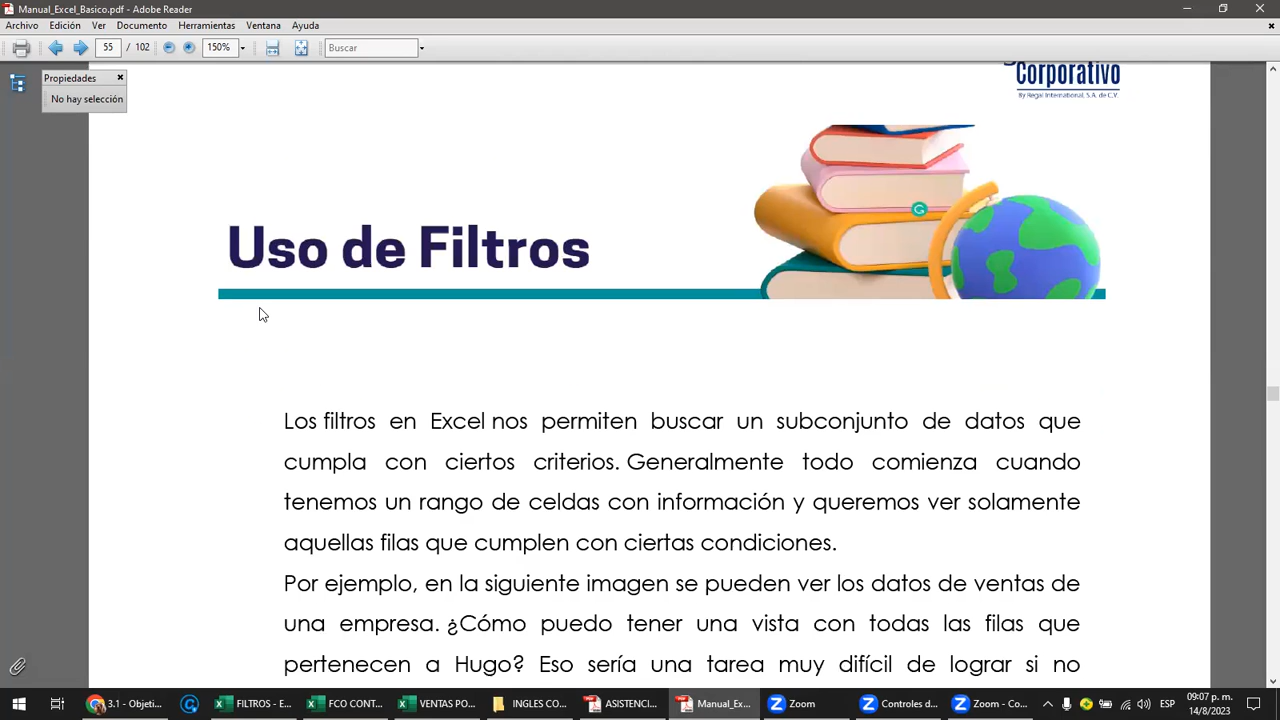 Manual_Excel_Basico.pdf - Adobe Reader
Archivo Edición Ver Documento Herramientas Ventana Ayuda
55 / 102 150% Buscar
Propiedades
No hay selección
Corporativo
By Regal International, S.A. de C.V.
Uso de Filtros
Los filtros en Excel nos permiten buscar un subconjunto de datos que
cumpla con ciertos criterios. Generalmente todo comienza cuando
tenemos un rango de celdas con información y queremos ver solamente
aquellas filas que cumplen con ciertas condiciones.
Por ejemplo, en la siguiente imagen se pueden ver los datos de ventas de
una empresa. ¿Cómo puedo tener una vista con todas las filas que
pertenecen a Hugo? Eso sería una tarea muy difícil de lograr si no
3.1 - Objeti... FILTROS - E... FCO CONT... VENTAS PO... INGLES CO... ASISTENCI... Manual_Ex... Zoom Controles d... Zoom - Co... ESP 09:07 p. m.
14/8/2023